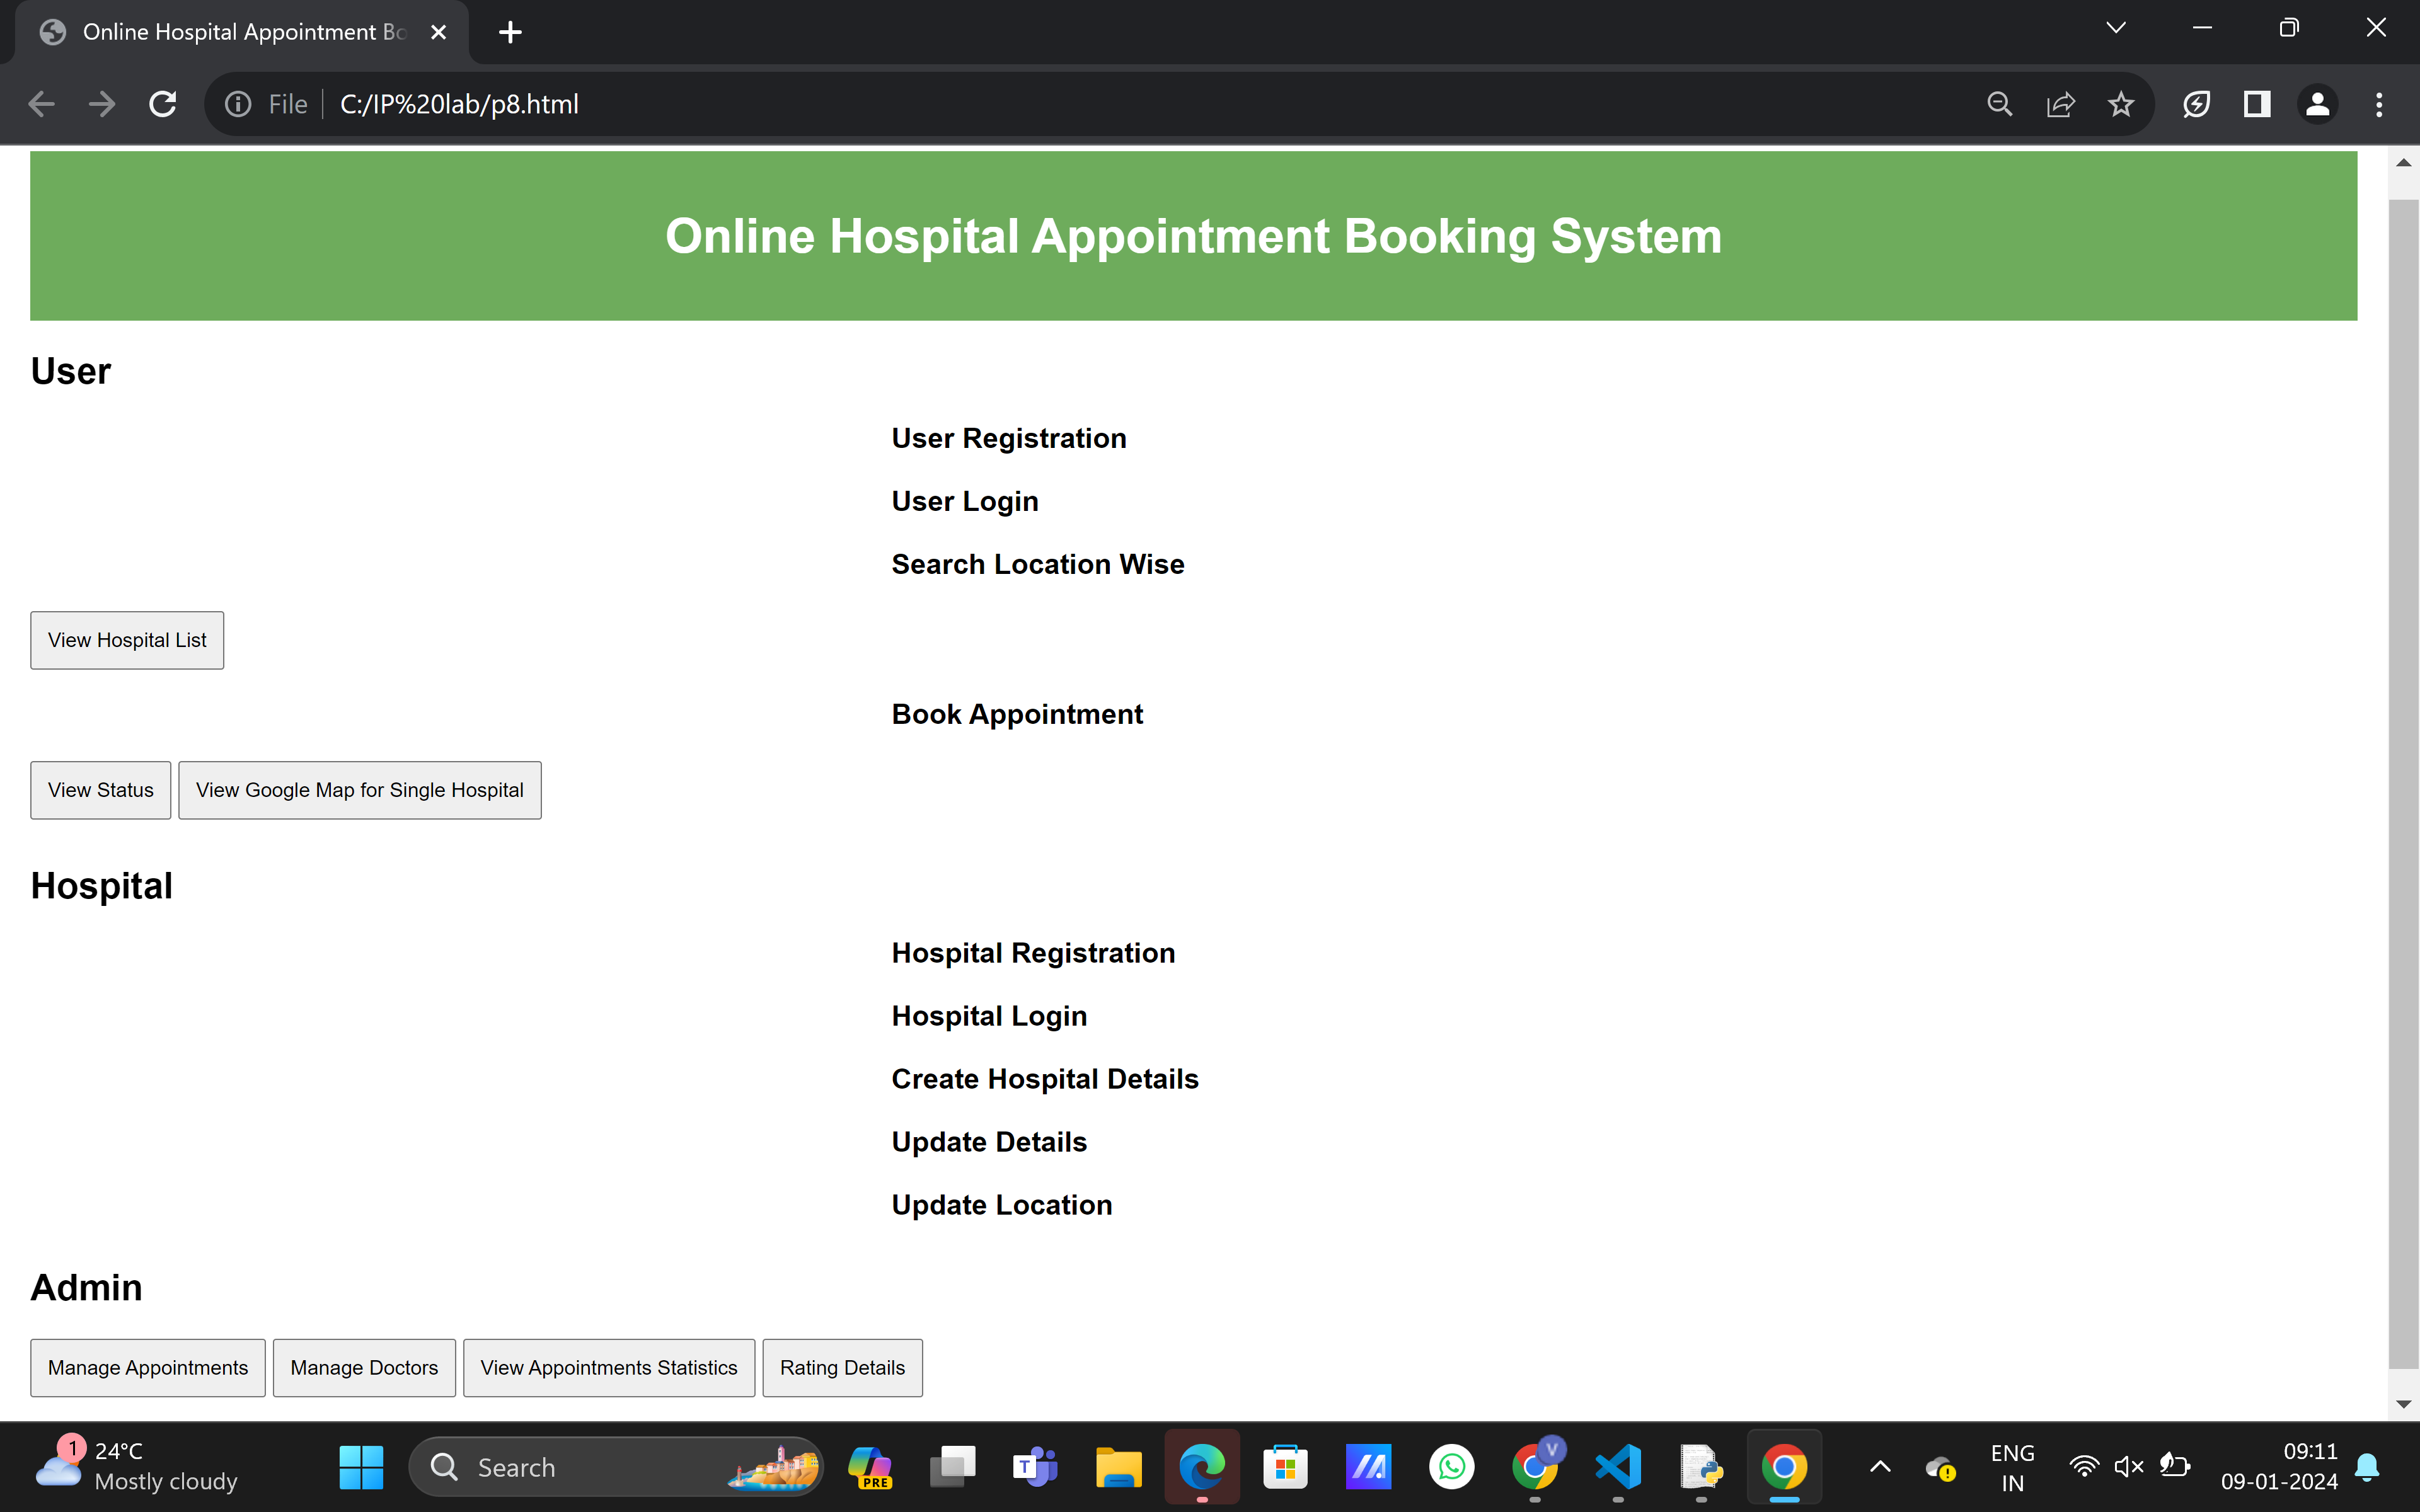 Online Hospital Appointment Bo
File C:/IP%20lab/p8.html
Online Hospital Appointment Booking System
User
User Registration
User Login
Search Location Wise
View Hospital List
Book Appointment
View Status View Google Map for Single Hospital
Hospital
Hospital Registration
Hospital Login
Create Hospital Details
Update Details
Update Location
Admin
Manage Appointments Manage Doctors View Appointments Statistics Rating Details
1 24°C
Mostly cloudy
Search
PRE
T
V
ENG
IN
09:11
09-01-2024